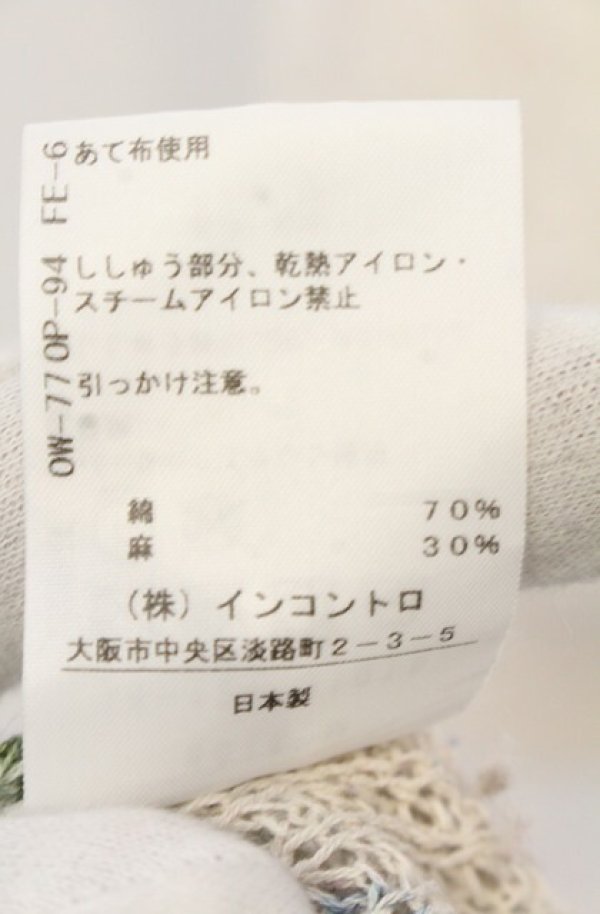 あて布使用
ししゅう部分、乾熱アイロン・
スチームアイロン禁止
引っかけ注意。
綿 70%
麻 30%
(株)インコントロ
大阪市中央区淡路町2-3-5
日本製
OW-77OP-94 FE-6